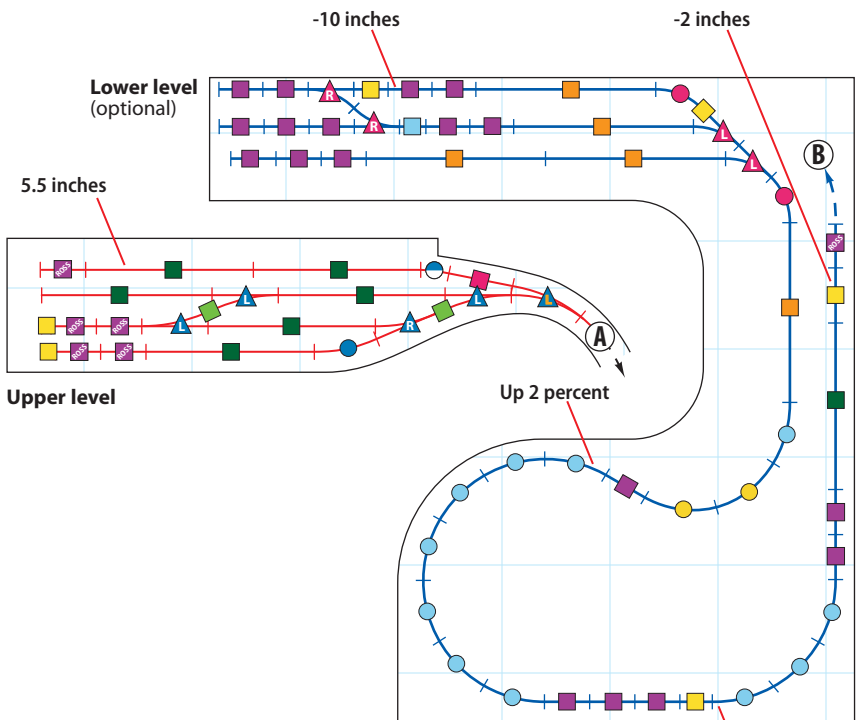 -10 inches
-2 inches
Lower level
(optional)
R
R
L
L
B
5.5 inches
ROSS
ROSS
L
L
L
L
ROSS
ROSS
R
A
ROSS
ROSS
Upper level
Up 2 percent